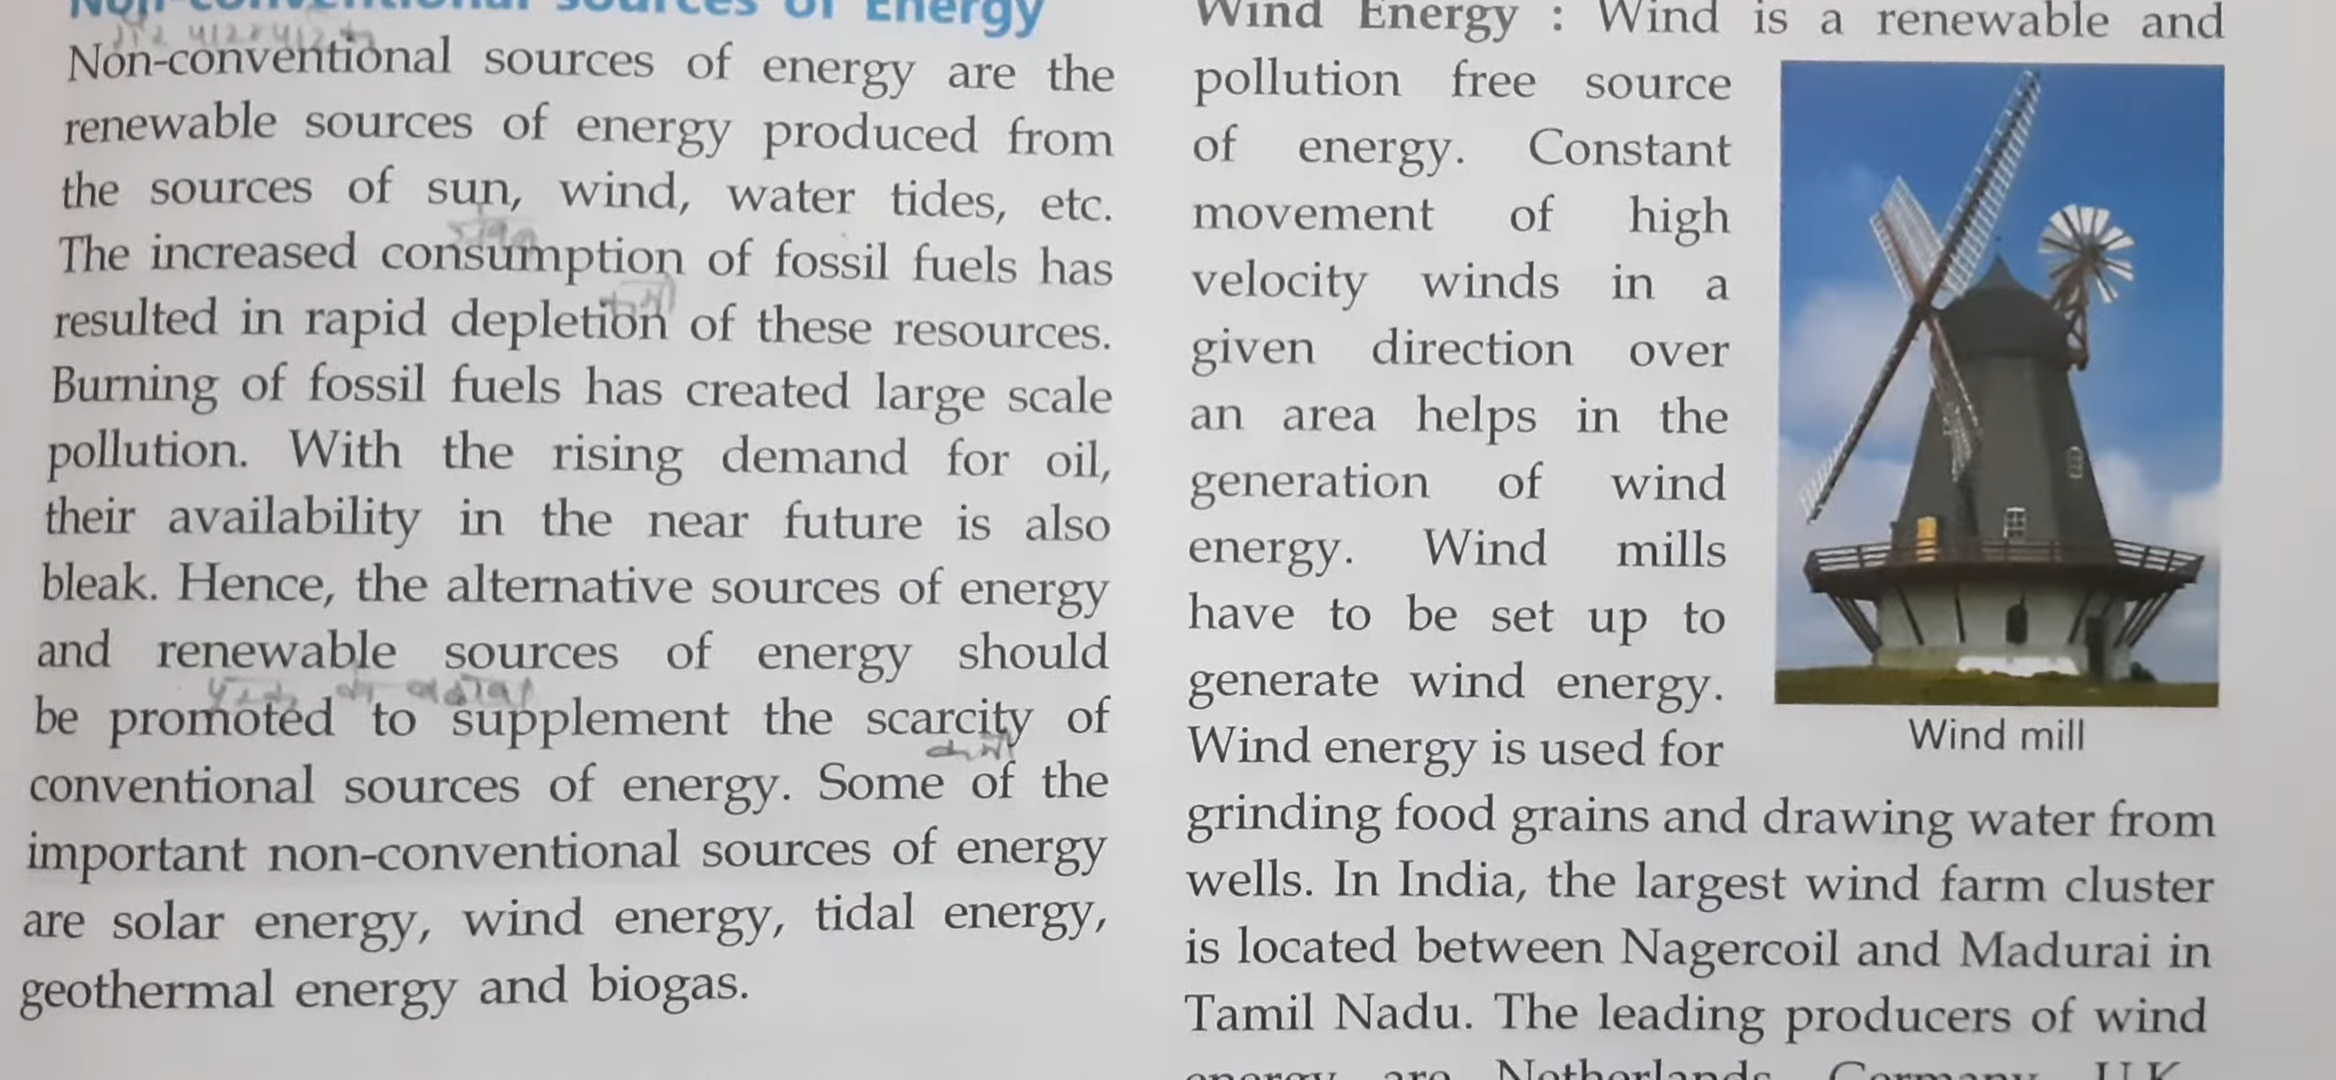 Non-conventional sources of Energy
Non-conventional sources of energy are the
renewable sources of energy produced from
the sources of sun, wind, water tides, etc.
The increased consumption of fossil fuels has
resulted in rapid depletion of these resources.
Burning of fossil fuels has created large scale
pollution. With the rising demand for oil,
their availability in the near future is also
bleak. Hence, the alternative sources of energy
and renewable sources of energy should
be promoted to supplement the scarcity of
conventional sources of energy. Some of the
important non-conventional sources of energy
are solar energy, wind energy, tidal energy,
geothermal energy and biogas.
Wind Energy : Wind is a renewable and
pollution free source
of energy. Constant
movement of high
velocity winds in a
given direction over
an area helps in the
generation of wind
energy. Wind mills
have to be set up to
generate wind energy.
Wind energy is used for
grinding food grains and drawing water from
wells. In India, the largest wind farm cluster
is located between Nagercoil and Madurai in
Tamil Nadu. The leading producers of wind
energy are Netherlands Germany U.K
Wind mill